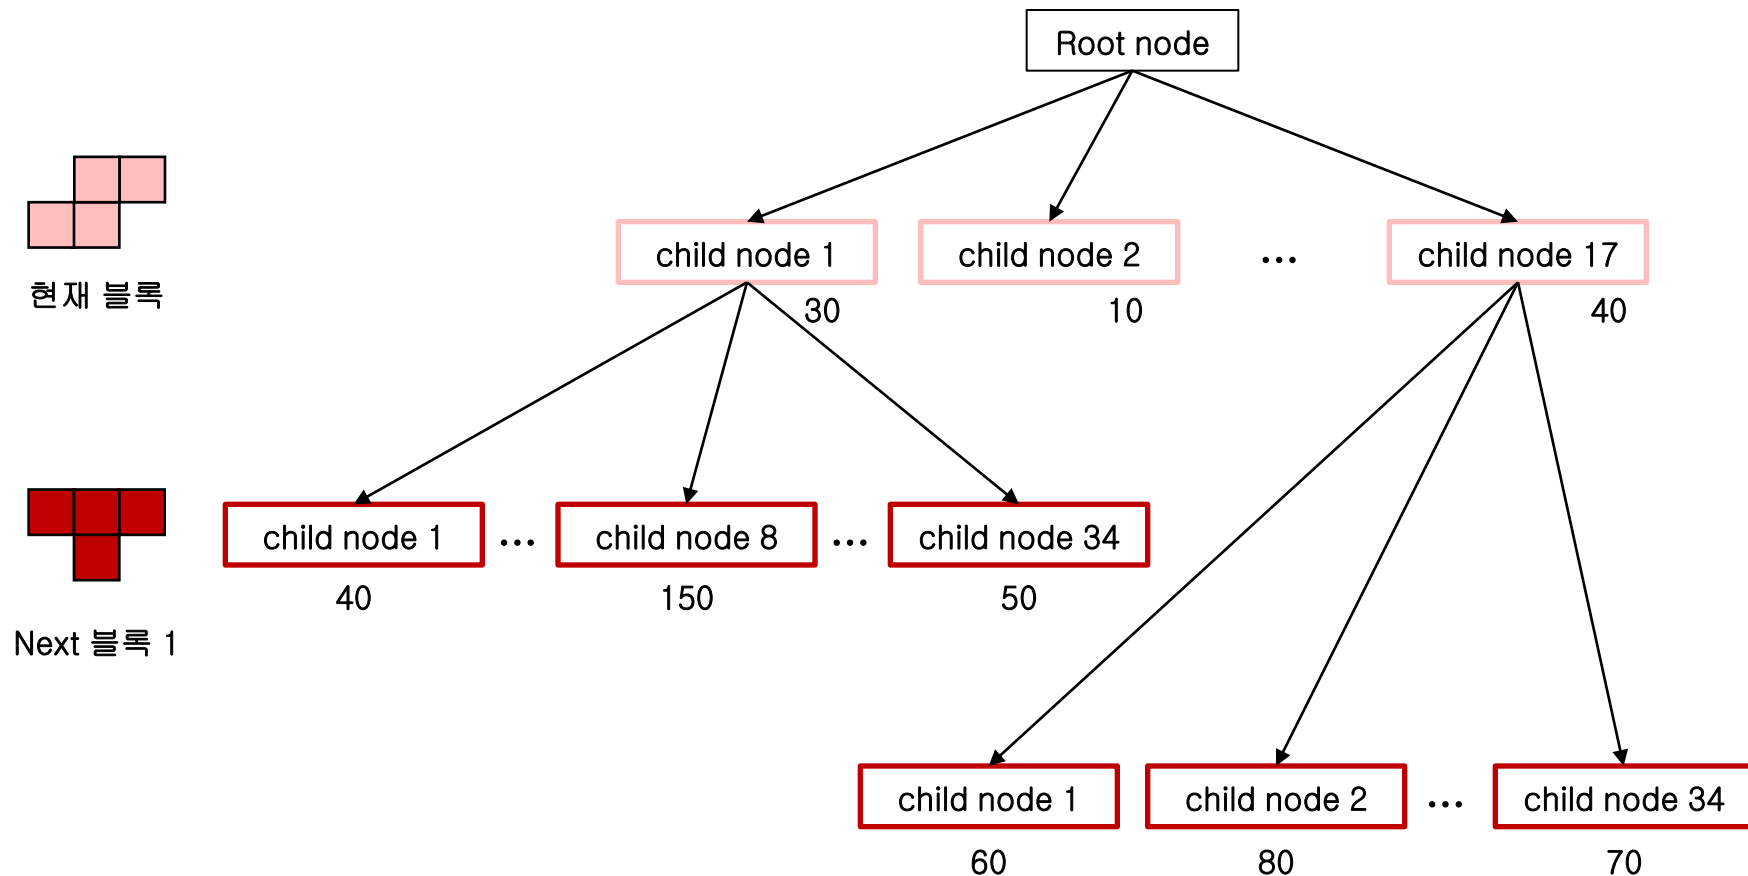 Root node
child node 1
child node 2
...
child node 17
현재 블록
30
10
40
child node 1
...
child node 8
...
child node 34
40
150
50
Next 블록 1
child node 1
child node 2
...
child node 34
60
80
70